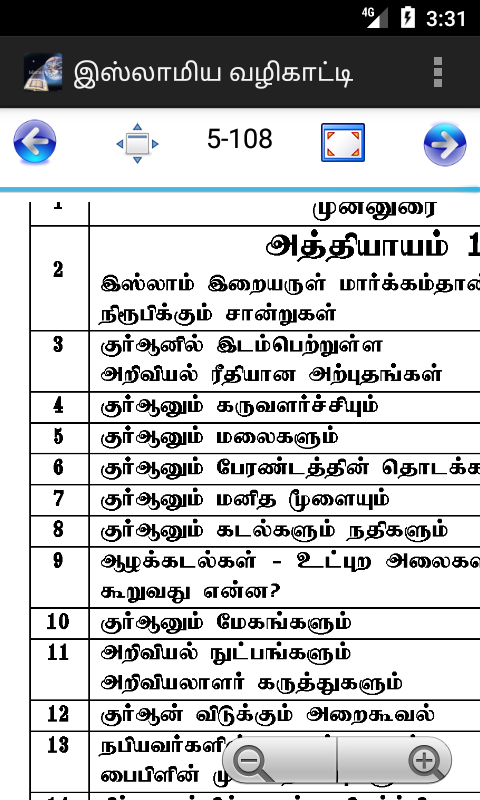 4G 3:31
இஸ்லாமிய வழிகாட்டி
5-108
1 முன்னுரை
அத்தியாயம் 1
2 இஸ்லாம் இறையருள் மார்க்கம்தான்
நிரூபிக்கும் சான்றுகள்
3 குர்ஆனில் இடம்பெற்றுள்ள
அறிவியல் ரீதியான அற்புதங்கள்
4 குர்ஆனும் கருவளர்ச்சியும்
5 குர்ஆனும் மலைகளும்
6 குர்ஆனும் பேரண்டத்தின் தொடக்க
7 குர்ஆனும் மனித மூளையும்
8 குர்ஆனும் கடல்களும் நதிகளும்
9 ஆழக்கடல்கள் - உட்புற அலைகள
கூறுவது என்ன?
10 குர்ஆனும் மேகங்களும்
11 அறிவியல் நுட்பங்களும்
அறிவியலாளர் கருத்துகளும்
12 குர்ஆன் விடுக்கும் அறைகூவல்
13 நபியவர்களின்
பைபிளின்